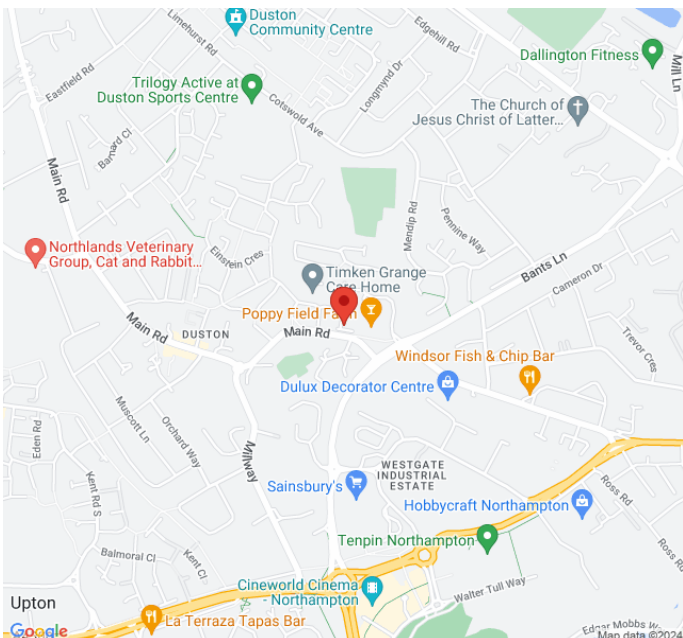 Duston
Community Centre
Limehurst Rd
Edgehill Rd
Dallington Fitness
Mill Ln
Eastfield Rd
Trilogy Active at
Duston Sports Centre
Longmynd Dr
Cotswold Ave
The Church of
Jesus Christ of Latter...
Barnard Cl
Main Rd
Mendip Rd
Pennine Way
Northlands Veterinary
Group, Cat and Rabbit...
Einstein Cres
Bants Ln
Timken Grange
Care Home
Cameron Dr
Poppy Field Farm
Main Rd
DUSTON
Main Rd
Trevor Cres
Windsor Fish & Chip Bar
Dulux Decorator Centre
Muscott Ln
Orchard Way
Eden Rd
Millway
WESTGATE
INDUSTRIAL
ESTATE
Kent Rd S
Sainsbury's
Ross Rd
Hobbycraft Northampton
Tenpin Northampton
Ross Rd
Balmoral Cl
Kent Cl
Cineworld Cinema
Northampton
Walter Tull Way
Upton
La Terraza Tapas Bar
Edgar Mobbs W
Google
Map data ©2024